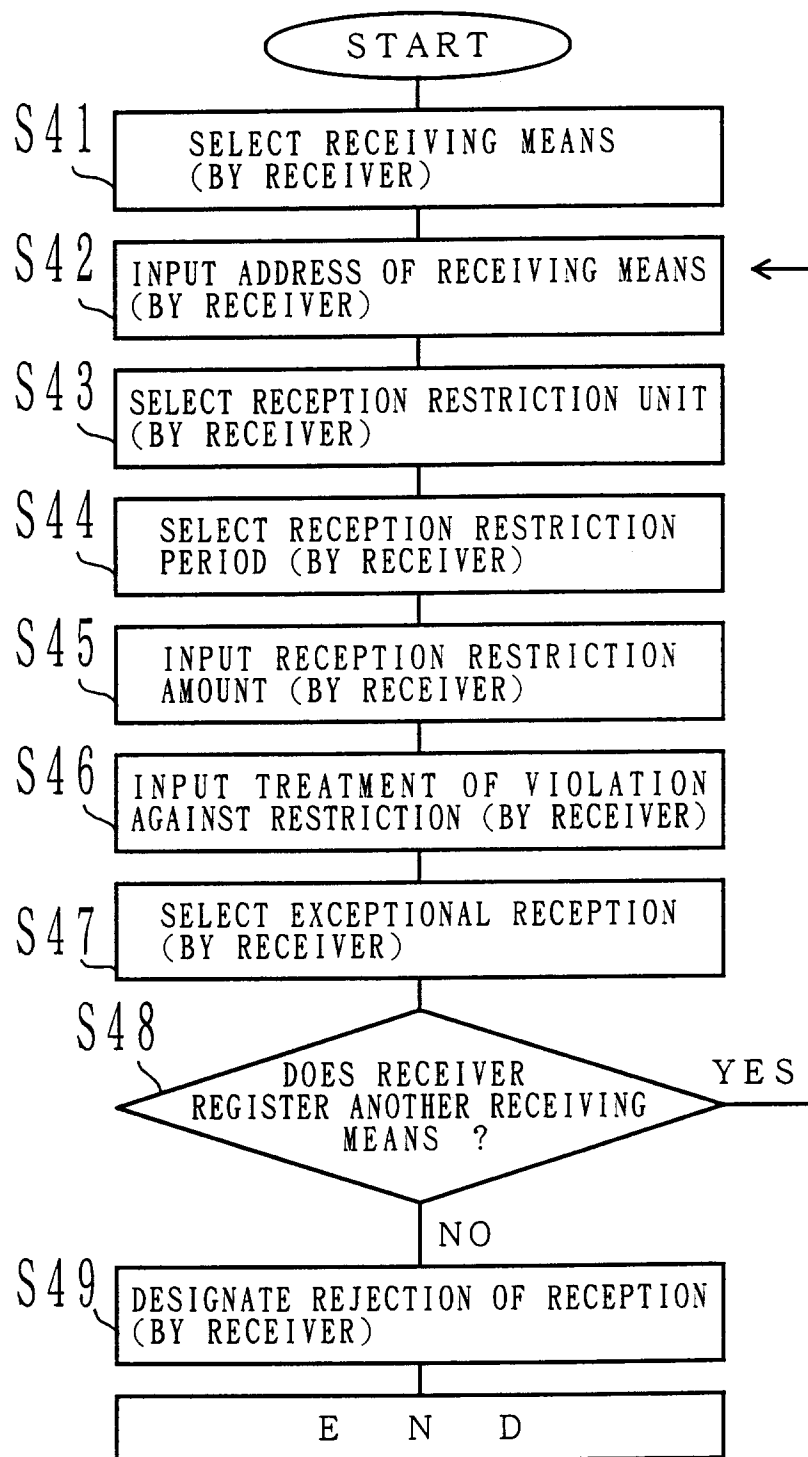 START
S41
SELECT RECEIVING MEANS
(BY RECEIVER)
S42
INPUT ADDRESS OF RECEIVING MEANS
(BY RECEIVER)
S43
SELECT RECEPTION RESTRICTION UNIT
(BY RECEIVER)
S44
SELECT RECEPTION RESTRICTION
PERIOD (BY RECEIVER)
S45
INPUT RECEPTION RESTRICTION
AMOUNT (BY RECEIVER)
S46
INPUT TREATMENT OF VIOLATION
AGAINST RESTRICTION (BY RECEIVER)
S47
SELECT EXCEPTIONAL RECEPTION
(BY RECEIVER)
S48
DOES RECEIVER
REGISTER ANOTHER RECEIVING
MEANS ?
YES
NO
S49
DESIGNATE REJECTION OF RECEPTION
(BY RECEIVER)
E N D